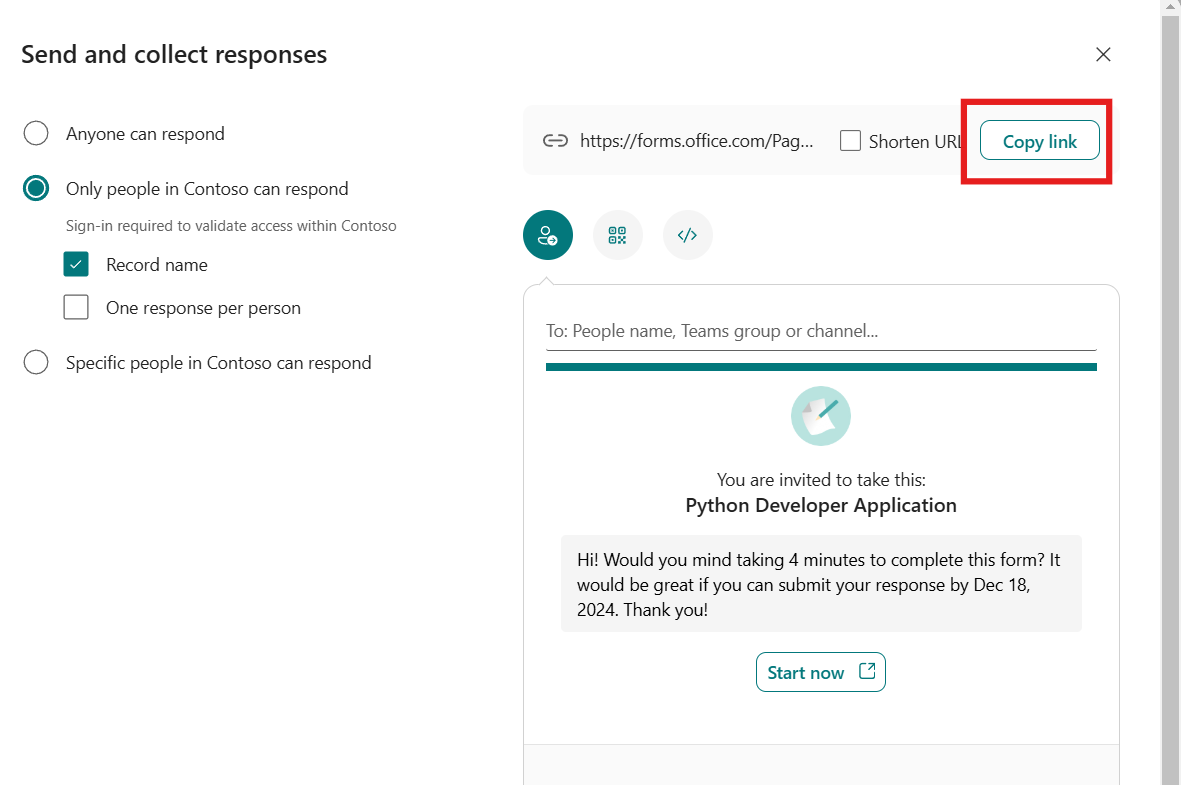 Send and collect responses
Anyone can respond
Only people in Contoso can respond
Sign-in required to validate access within Contoso
Record name
One response per person
Specific people in Contoso can respond
https://forms.office.com/Pag... Shorten URL Copy link
To: People name, Teams group or channel...
You are invited to take this:
Python Developer Application
Hi! Would you mind taking 4 minutes to complete this form? It
would be great if you can submit your response by Dec 18,
2024. Thank you!
Start now